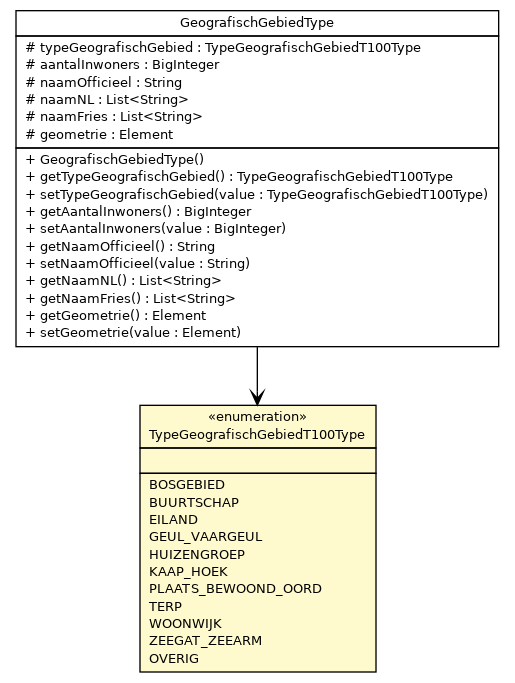 GeografischGebiedType
# typeGeografischGebied : TypeGeografischGebiedT100Type
# aantalInwoners : BigInteger
# naamOfficieel : String
# naamNL : List<String>
# naamFries : List<String>
# geometrie : Element
+ GeografischGebiedType()
+ getTypeGeografischGebied() : TypeGeografischGebiedT100Type
+ setTypeGeografischGebied(value : TypeGeografischGebiedT100Type)
+ getAantalInwoners() : BigInteger
+ setAantalInwoners(value : BigInteger)
+ getNaamOfficieel() : String
+ setNaamOfficieel(value : String)
+ getNaamNL() : List<String>
+ getNaamFries() : List<String>
+ getGeometrie() : Element
+ setGeometrie(value : Element)
«enumeration»
TypeGeografischGebiedT100Type
BOSGEBIED
BUURTSCHAP
EILAND
GEUL_VAARGEUL
HUIZENGROEP
KAAP_HOEK
PLAATS_BEWOOND_OORD
TERP
WOONWIJK
ZEEGAT_ZEEARM
OVERIG